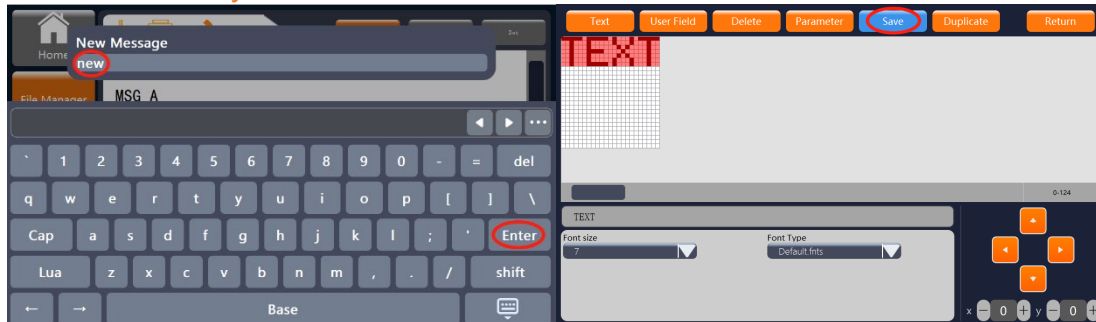 New Message
Home
new
Set
File Manager
MSG A
` 1 2 3 4 5 6 7 8 9 0 - = del
q w e r t y u i o p [ ] \
Cap a s d f g h j k l ; ' Enter
Lua z x c v b n m , . / shift
← → Base
Text User Field Delete Parameter Save Duplicate Return
TEXT
0-124
TEXT
Font size
7
Font Type
Default.fnts
x - 0 + y - 0 +